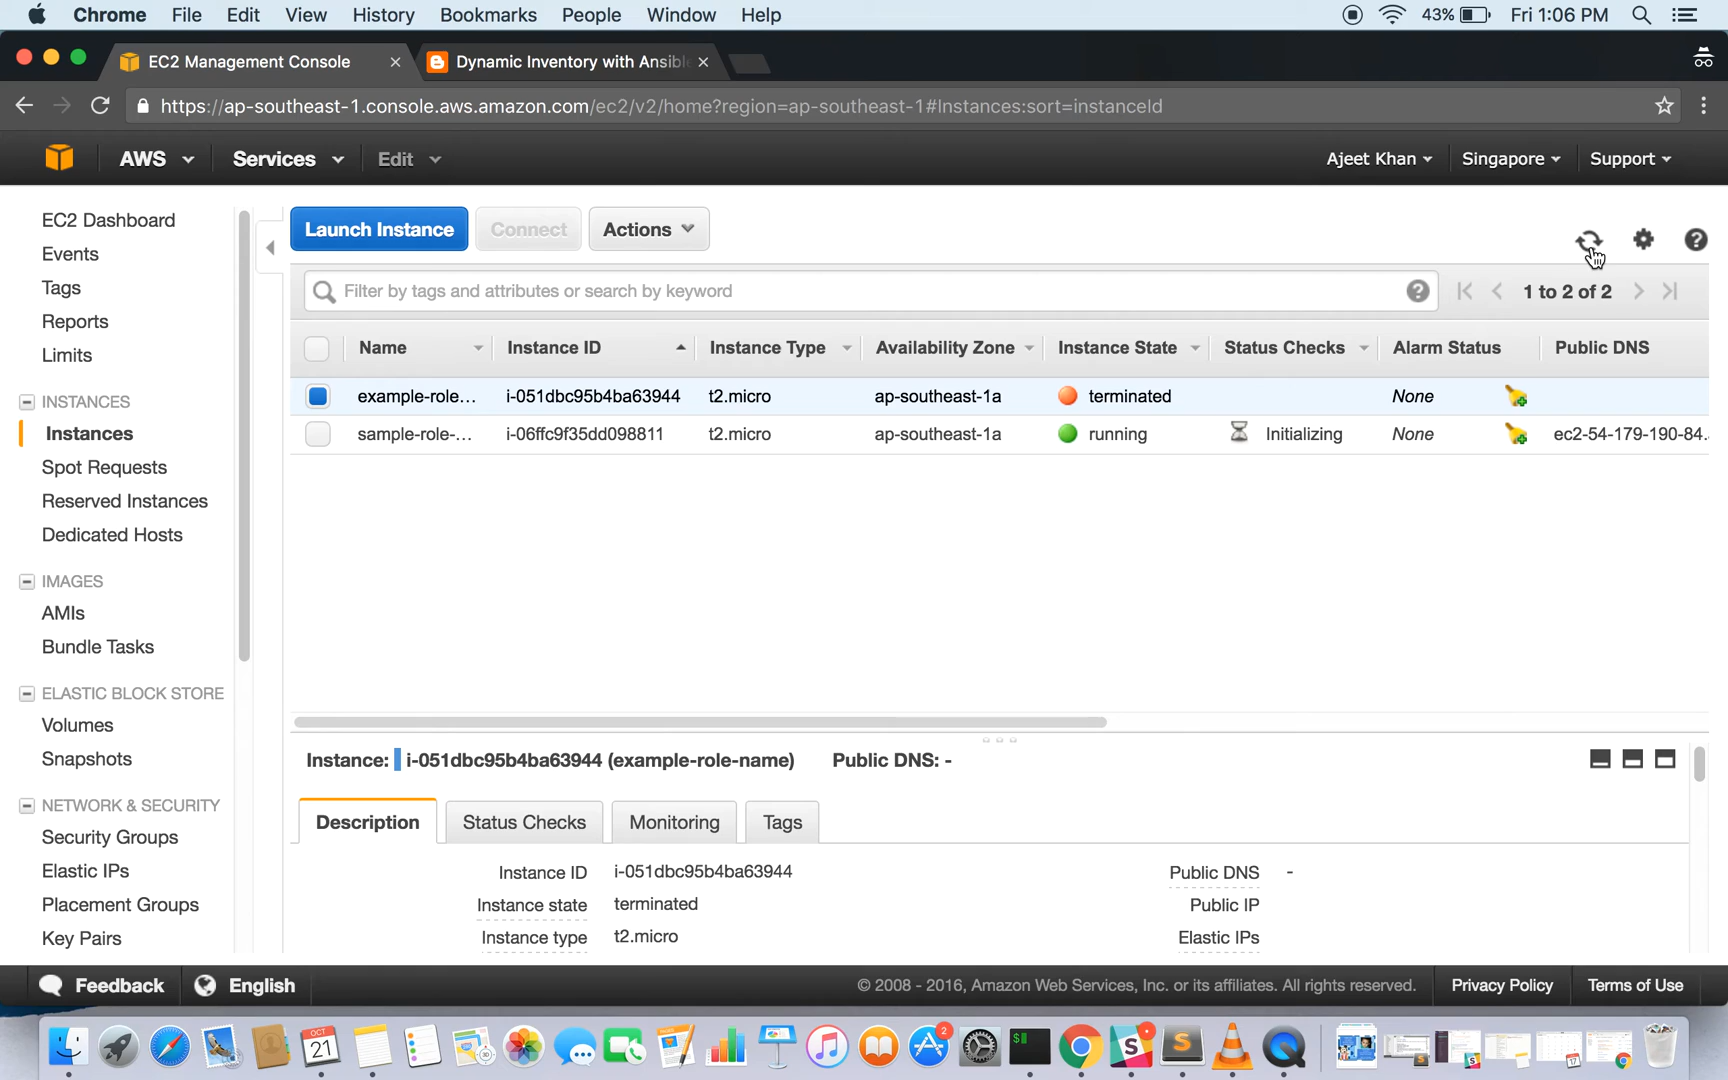 Chrome File Edit View History Bookmarks People Window Help 43% Fri 1:06 PM
EC2 Management Console Dynamic Inventory with Ansibl
https://ap-southeast-1.console.aws.amazon.com/ec2/v2/home?region=ap-southeast-1#Instances:sort=instanceId
AWS Services Edit Ajeet Khan Singapore Support
EC2 Dashboard
Events
Tags
Reports
Limits
INSTANCES
Instances
Spot Requests
Reserved Instances
Dedicated Hosts
IMAGES
AMIs
Bundle Tasks
ELASTIC BLOCK STORE
Volumes
Snapshots
NETWORK & SECURITY
Security Groups
Elastic IPs
Placement Groups
Key Pairs
Launch Instance Connect Actions
Filter by tags and attributes or search by keyword 1 to 2 of 2
Name Instance ID Instance Type Availability Zone Instance State Status Checks Alarm Status Public DNS
example-role... i-051dbc95b4ba63944 t2.micro ap-southeast-1a terminated None
sample-role-... i-06ffc9f35dd098811 t2.micro ap-southeast-1a running Initializing None ec2-54-179-190-84.
Instance: i-051dbc95b4ba63944 (example-role-name) Public DNS: -
Description Status Checks Monitoring Tags
Instance ID i-051dbc95b4ba63944 Public DNS -
Instance state terminated Public IP
Instance type t2.micro Elastic IPs
Feedback English © 2008 - 2016, Amazon Web Services, Inc. or its affiliates. All rights reserved. Privacy Policy Terms of Use
OCT
21
2